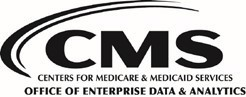 CMS
CENTERS FOR MEDICARE & MEDICAID SERVICES
OFFICE OF ENTERPRISE DATA & ANALYTICS